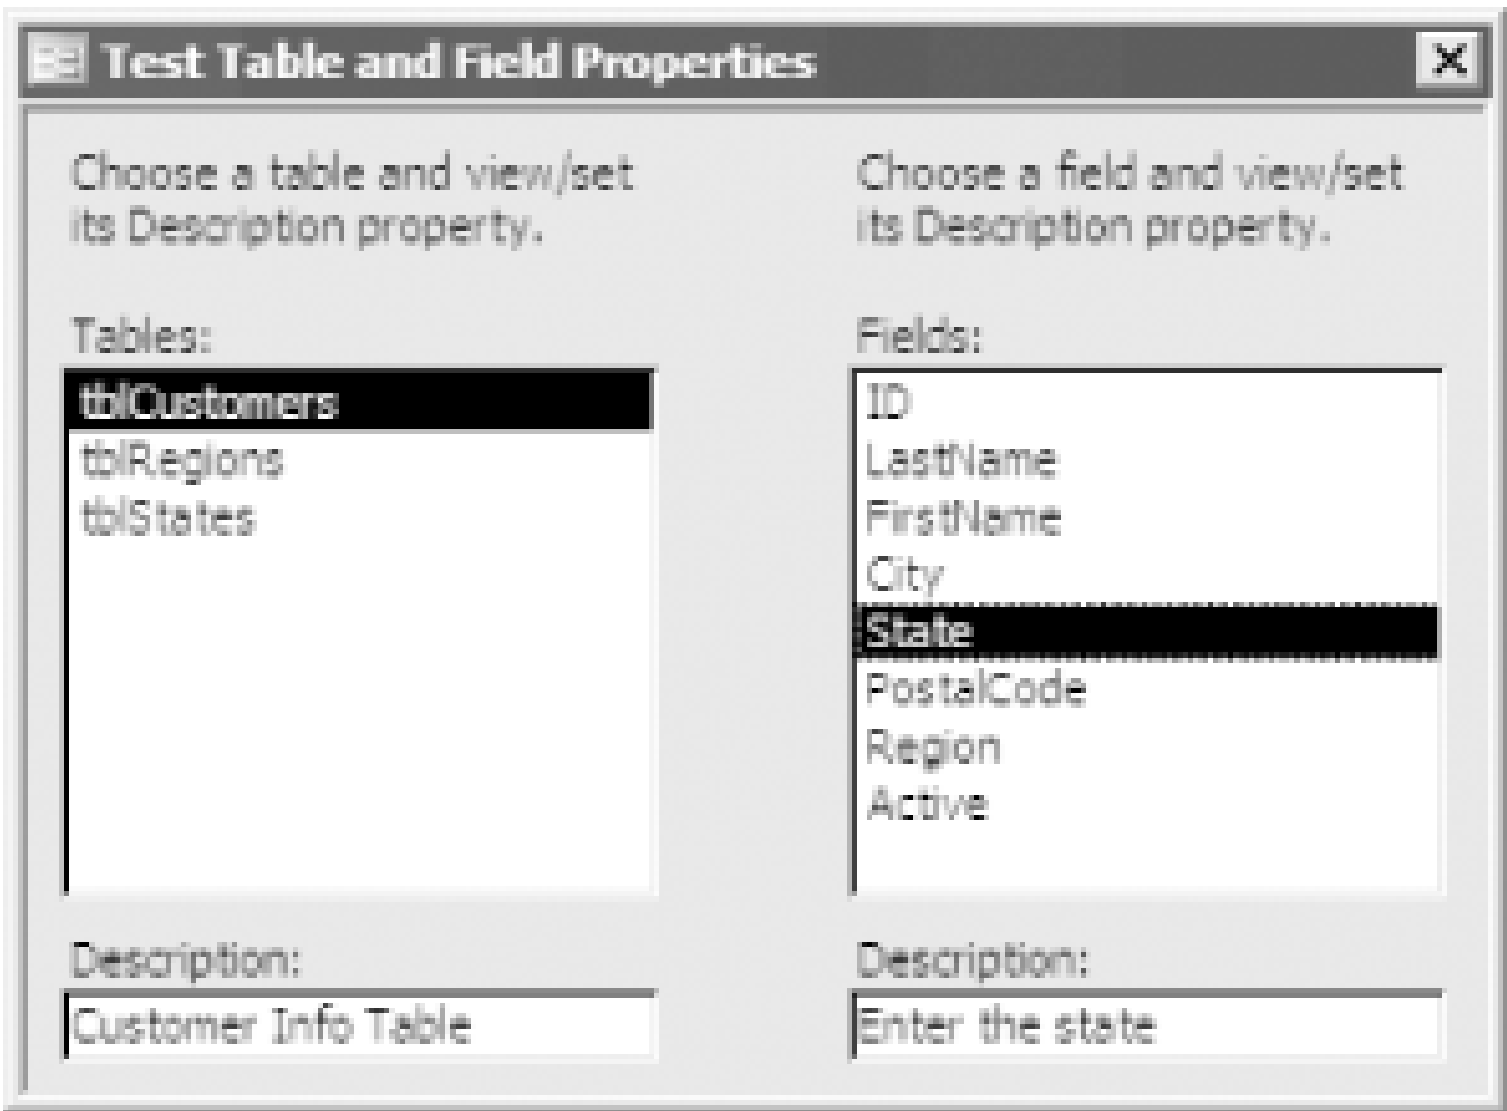 Test Table and Field Properties
Choose a table and view/set
its Description property.
Tables:
tblCustomers
tblRegions
tblStates
Description:
Customer Info Table
Choose a field and view/set
its Description property.
Fields:
ID
LastName
FirstName
City
State
PostalCode
Region
Active
Description:
Enter the state